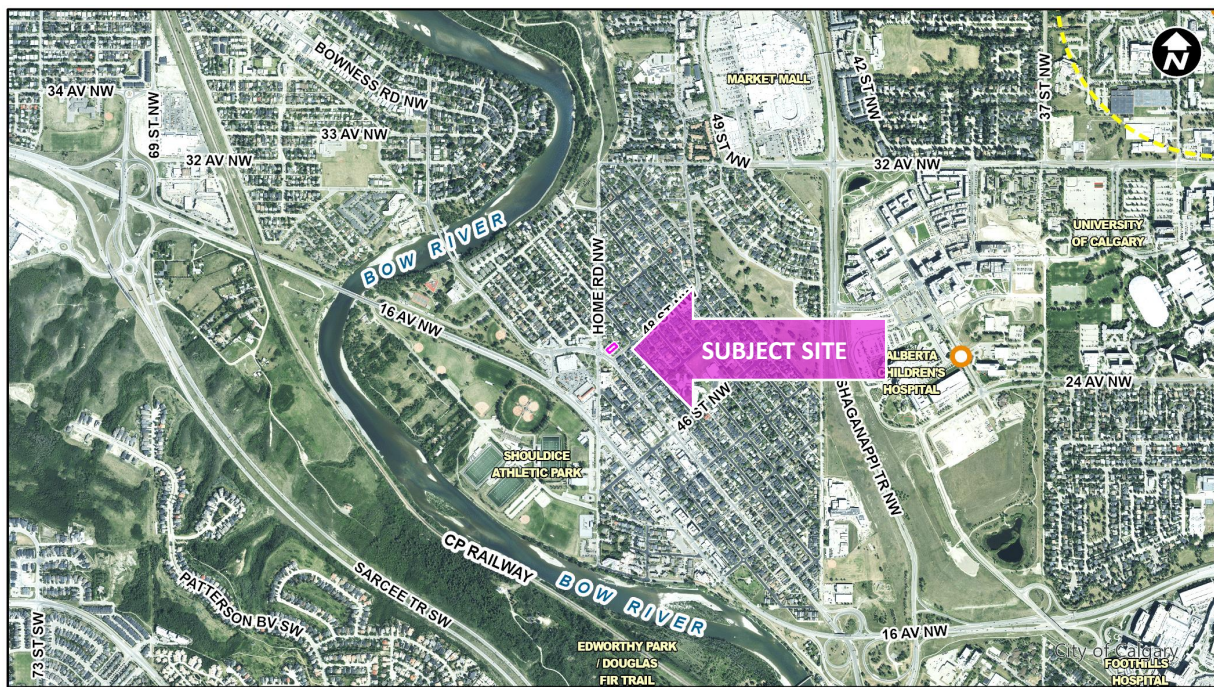 BOWNESS RD NW
MARKET MALL
42 ST NW
37 ST NW
N
34 AV NW
69 ST NW
33 AV NW
49 ST NW
32 AV NW
32 AV NW
BOW RIVER
HOME RD NW
UNIVERSITY
OF CALGARY
16 AV NW
48 ST
SUBJECT SITE
ALBERTA
CHILDREN'S
HOSPITAL
24 AV NW
46 ST NW
SHAGANAPPI TR NW
SHOULDICE
ATHLETIC PARK
CP RAILWAY
BOW RIVER
SARCEE TR SW
PATTERSON BV SW
73 ST SW
EDWORTHY PARK
/ DOUGLAS
FIR TRAIL
16 AV NW
City of Calgary
FOOTHILLS
HOSPITAL